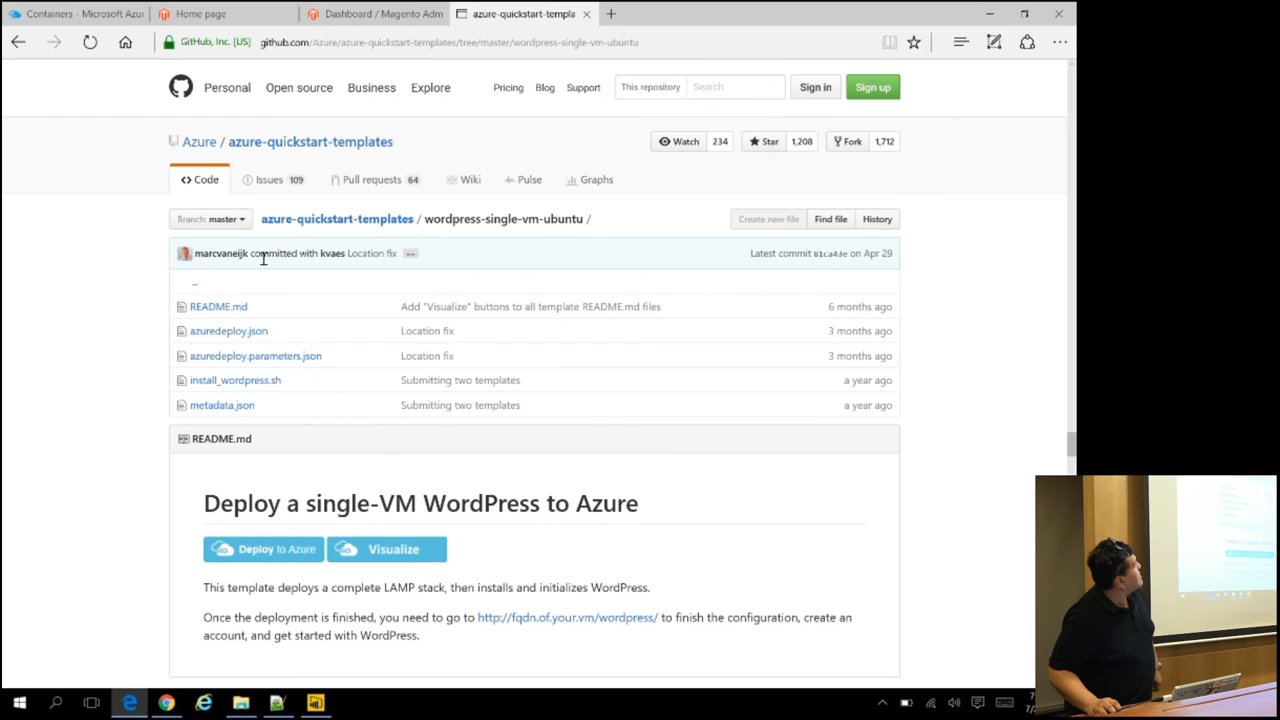 Containers - Microsoft Azu
Home page
Dashboard / Magento Adm
azure-quickstart-templa
GitHub, Inc. [US]
github.com/Azure/azure-quickstart-templates/tree/master/wordpress-single-vm-ubuntu
Personal Open source Business Explore
Pricing Blog Support
This repository Search
Sign in
Sign up
Azure / azure-quickstart-templates
Watch 234
Star 1,208
Fork 1,712
<> Code
Issues 109
Pull requests 64
Wiki
Pulse
Graphs
Branch: master
azure-quickstart-templates / wordpress-single-vm-ubuntu /
Create new file
Find file
History
marcvaneijk committed with kvaes Location fix ...
Latest commit on Apr 29
..
README.md Add "Visualize" buttons to all template README.md files 6 months ago
azuredeploy.json Location fix 3 months ago
azuredeploy.parameters.json Location fix 3 months ago
install_wordpress.sh Submitting two templates a year ago
metadata.json Submitting two templates a year ago
README.md
Deploy a single-VM WordPress to Azure
Deploy to Azure
Visualize
This template deploys a complete LAMP stack, then installs and initializes WordPress.
Once the deployment is finished, you need to go to http://fqdn.of.your.vm/wordpress/ to finish the configuration, create an
account, and get started with WordPress.